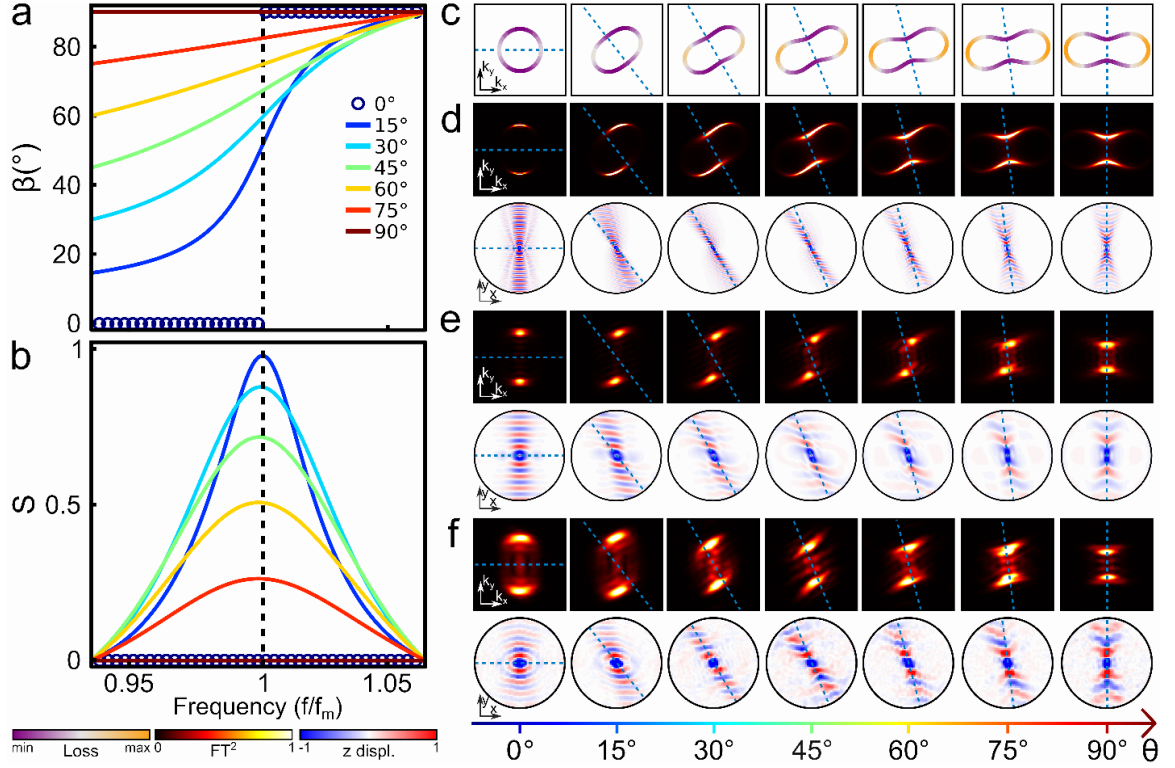 a
β(°)
80
60
40
20
0
0°
15°
30°
45°
60°
75°
90°
b
S
1
0.5
0
0.95
1
1.05
Frequency (f/fm)
min
Loss
max
0
FT²
1
-1
z displ.
1
c
ky
kx
d
ky
kx
y
x
e
ky
kx
y
x
f
ky
kx
y
x
0°
15°
30°
45°
60°
75°
90°
θ